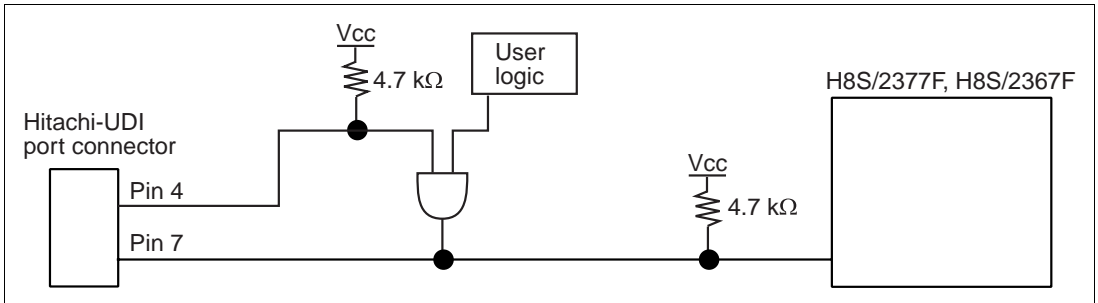 Vcc
4.7 kΩ
User
logic
H8S/2377F, H8S/2367F
Hitachi-UDI
port connector
Pin 4
Vcc
4.7 kΩ
Pin 7